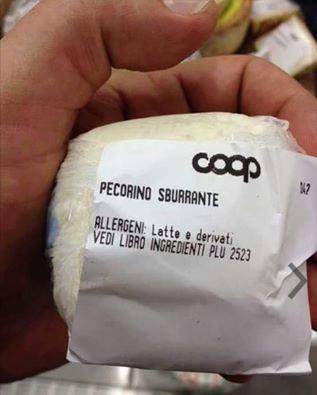 coop
PECORINO SBURRANTE
ALLERGENI: Latte e derivati
VEDI LIBRO INGREDIENTI PLU 2523